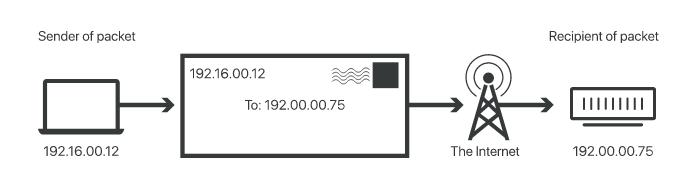 Sender of packet
Recipient of packet
192.16.00.12
To: 192.00.00.75
192.16.00.12
The Internet
192.00.00.75